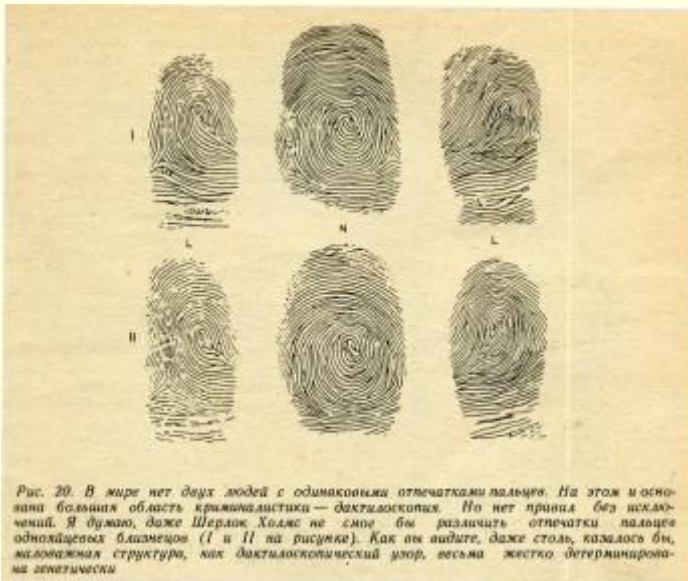 I
L
N
L
II
Рис. 20. В мире нет двух людей с одинаковыми отпечатками пальцев. На этом и осно-
вана большая область криминалистики — дактилоскопия. Но нет правил без исклю-
чений. Я думаю, даже Шерлок Холмс не смог бы различить отпечатки пальцев
однояйцевых близнецов (I и II на рисунке). Как вы видите, даже столь, казалось бы,
маловажная структура, как дактилоскопический узор, весьма жестко детерминирова-
на генетически